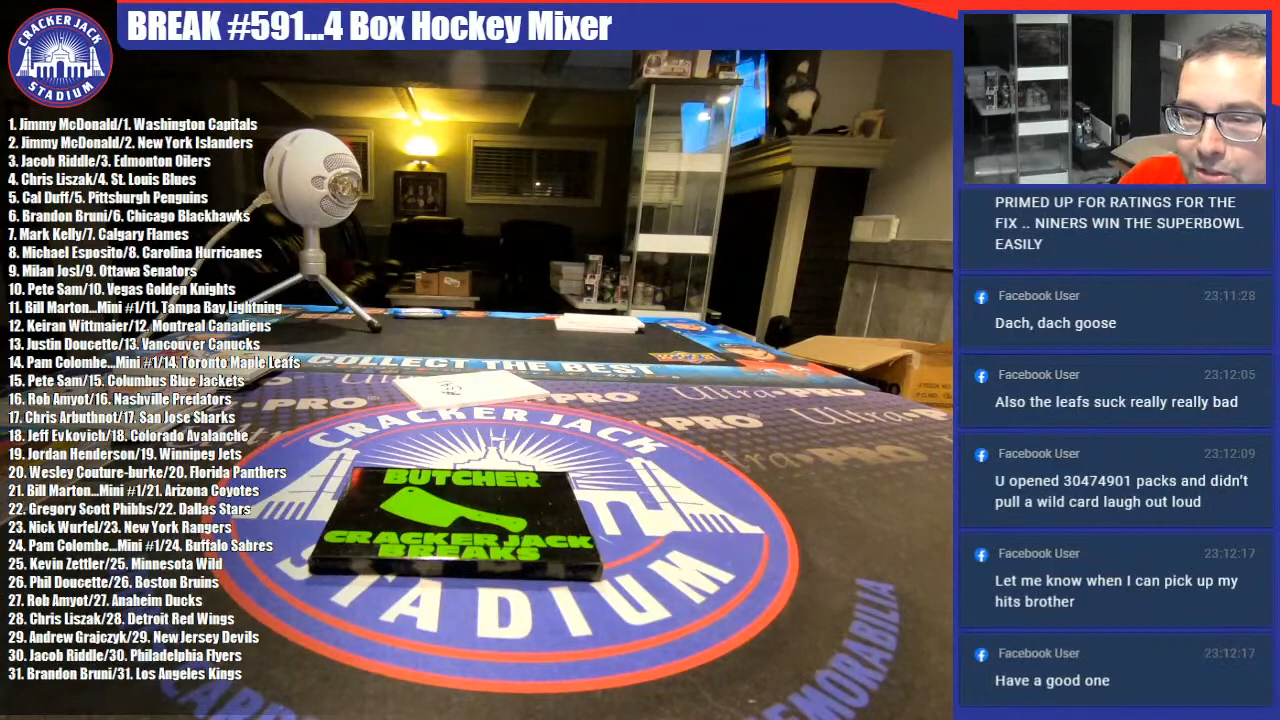 BREAK #591...4 Box Hockey Mixer
CRACKER JACK
STADIUM
1. Jimmy McDonald/1. Washington Capitals
2. Jimmy McDonald/2. New York Islanders
3. Jacob Riddle/3. Edmonton Oilers
4. Chris Liszak/4. St. Louis Blues
5. Cal Duff/5. Pittsburgh Penguins
6. Brandon Bruni/6. Chicago Blackhawks
7. Mark Kelly/7. Calgary Flames
8. Michael Esposito/8. Carolina Hurricanes
9. Milan Josl/9. Ottawa Senators
10. Pete Sam/10. Vegas Golden Knights
11. Bill Marton...Mini #1/11. Tampa Bay Lightning
12. Keiran Wittmaier/12. Montreal Canadiens
13. Justin Doucette/13. Vancouver Canucks
14. Pam Colombe...Mini #1/14. Toronto Maple Leafs
15. Pete Sam/15. Columbus Blue Jackets
16. Rob Amyot/16. Nashville Predators
17. Chris Arbuthnot/17. San Jose Sharks
18. Jeff Evkovich/18. Colorado Avalanche
19. Jordan Henderson/19. Winnipeg Jets
20. Wesley Couture-burke/20. Florida Panthers
21. Bill Marton...Mini #1/21. Arizona Coyotes
22. Gregory Scott Phibbs/22. Dallas Stars
23. Nick Wurfel/23. New York Rangers
24. Pam Colombe...Mini #1/24. Buffalo Sabres
25. Kevin Zettler/25. Minnesota Wild
26. Phil Doucette/26. Boston Bruins
27. Rob Amyot/27. Anaheim Ducks
28. Chris Liszak/28. Detroit Red Wings
29. Andrew Grajczyk/29. New Jersey Devils
30. Jacob Riddle/30. Philadelphia Flyers
31. Brandon Bruni/31. Los Angeles Kings
COLLECT THE BEST
PRO
Ultra PRO
CRACKER JACK
BUTCHER
CRACKER JACK
BREAKS
STADIUM
MEMORABILIA
PRIMED UP FOR RATINGS FOR THE
FIX .. NINERS WIN THE SUPERBOWL
EASILY
Facebook User 23:11:28
Dach, dach goose
Facebook User 23:12:05
Also the leafs suck really really bad
Facebook User 23:12:09
U opened 30474901 packs and didn't
pull a wild card laugh out loud
Facebook User 23:12:17
Let me know when I can pick up my
hits brother
Facebook User 23:12:17
Have a good one